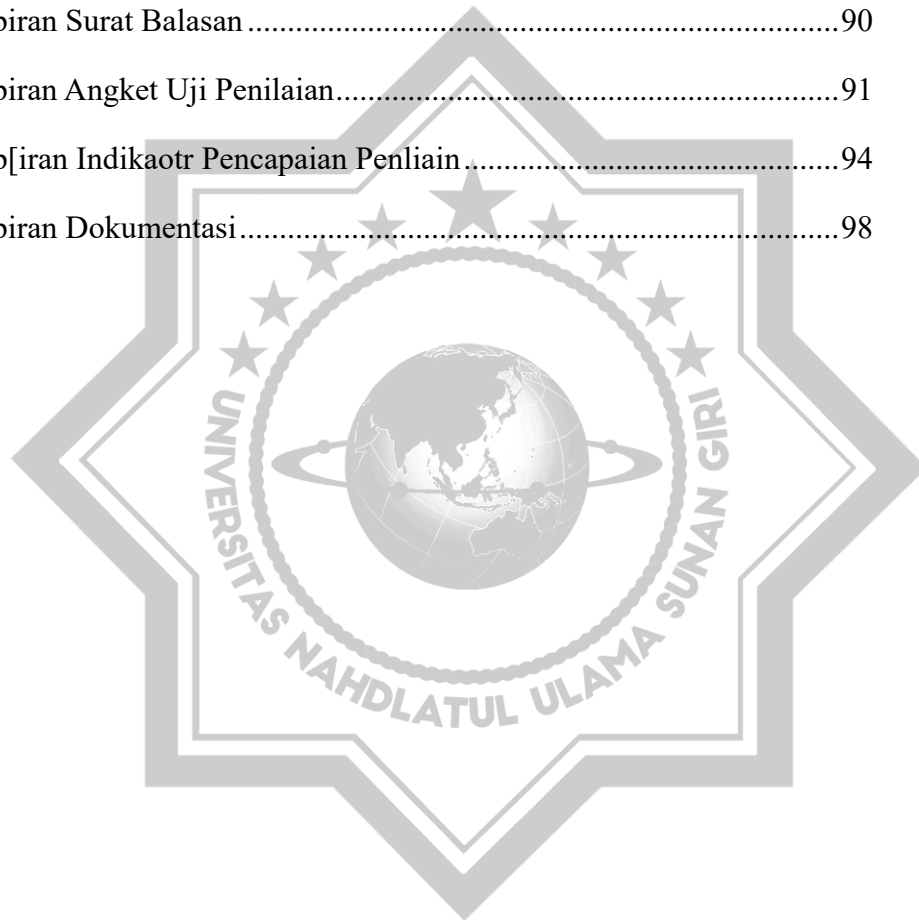 piran Surat Balasan ........................................................................... 90
piran Angket Uji Penilaian ................................................................ 91
p[iran Indikaotr Pencapaian Penliain ................................................ 94
piran Dokumentasi ............................................................................ 98
UNIVERSITAS NAHDLATUL ULAMA SUNAN GIRI